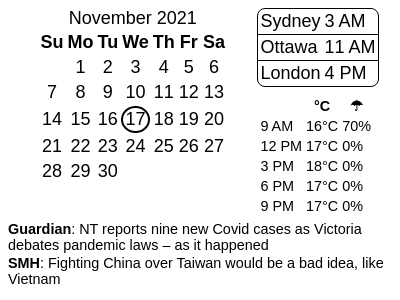 November 2021
Su Mo Tu We Th Fr Sa
1 2 3 4 5 6
7 8 9 10 11 12 13
14 15 16 17 18 19 20
21 22 23 24 25 26 27
28 29 30
Sydney 3 AM
Ottawa 11 AM
London 4 PM
°C ☂
9 AM 16°C 70%
12 PM 17°C 0%
3 PM 18°C 0%
6 PM 17°C 0%
9 PM 17°C 0%
Guardian: NT reports nine new Covid cases as Victoria
debates pandemic laws – as it happened
SMH: Fighting China over Taiwan would be a bad idea, like
Vietnam